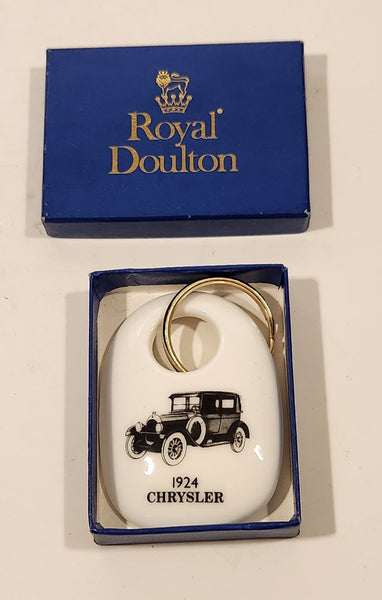 Royal
Doulton
1924
CHRYSLER